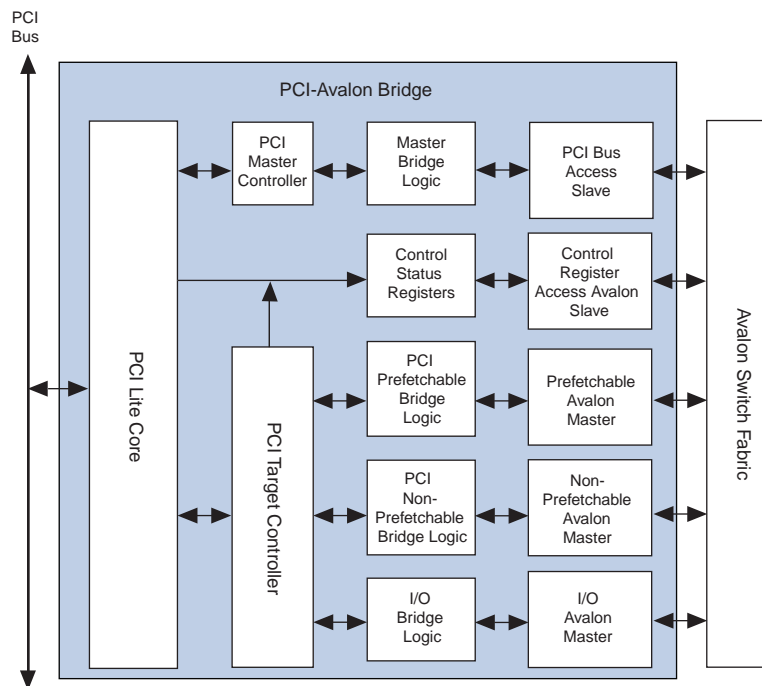 PCI
Bus
PCI-Avalon Bridge
PCI
Master
Controller
Master
Bridge
Logic
PCI Bus
Access
Slave
Control
Status
Registers
Control
Register
Access Avalon
Slave
PCI Lite Core
PCI Target Controller
PCI
Prefetchable
Bridge
Logic
Prefetchable
Avalon
Master
Avalon Switch Fabric
PCI
Non-
Prefetchable
Bridge Logic
Non-
Prefetchable
Avalon
Master
I/O
Bridge
Logic
I/O
Avalon
Master